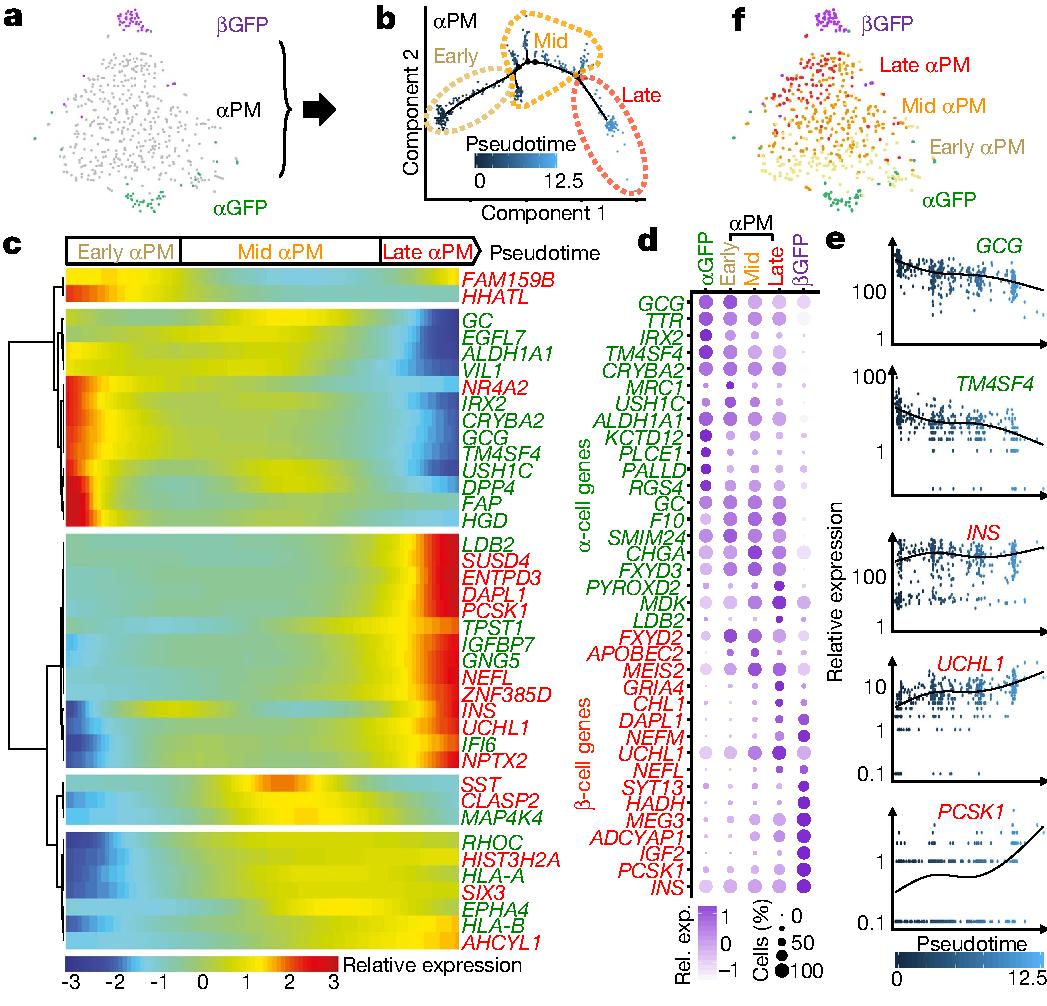 a
βGFP
αPM
αGFP
b
αPM
Early
Mid
Late
Component 2
Pseudotime
0 12.5
Component 1
f
βGFP
Late αPM
Mid αPM
Early αPM
αGFP
c
Early αPM Mid αPM Late αPM Pseudotime
FAM159B
HHATL
GC
EGFL7
ALDH1A1
VIL1
NR4A2
IRX2
CRYBA2
GCG
TM4SF4
USH1C
DPP4
FAP
HGD
LDB2
SUSD4
ENTPD3
DAPL1
PCSK1
TPST1
IGFBP7
GNG5
NEFL
ZNF385D
INS
UCHL1
IFI6
NPTX2
SST
CLASP2
MAP4K4
RHOC
HIST3H2A
HLA-A
SIX3
EPHA4
HLA-B
AHCYL1
Relative expression
-3 -2 -1 0 1 2 3
d
αPM
αGFP
Early
Mid
Late
βGFP
α-cell genes
GCG
TTR
IRX2
TM4SF4
CRYBA2
MRC1
USH1C
ALDH1A1
KCTD12
PLCE1
PALLD
RGS4
GC
F10
SMIM24
CHGA
FXYD3
PYROXD2
MDK
LDB2
β-cell genes
FXYD2
APOBEC2
MEIS2
GRIA4
CHL1
DAPL1
NEFM
UCHL1
NEFL
SYT13
HADH
MEG3
ADCYAP1
IGF2
PCSK1
INS
Rel. exp.
1
0
−1
Cells (%)
0
50
100
e
Relative expression
GCG
100
1
TM4SF4
100
1
INS
100
1
UCHL1
10
1
0.1
PCSK1
1
0.1
Pseudotime
0 12.5